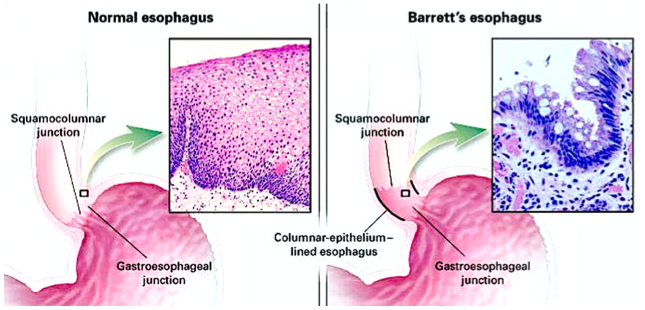 Normal esophagus
Squamocolumnar
junction
Gastroesophageal
junction
Barrett's esophagus
Squamocolumnar
junction
Columnar-epithelium–
lined esophagus
Gastroesophageal
junction